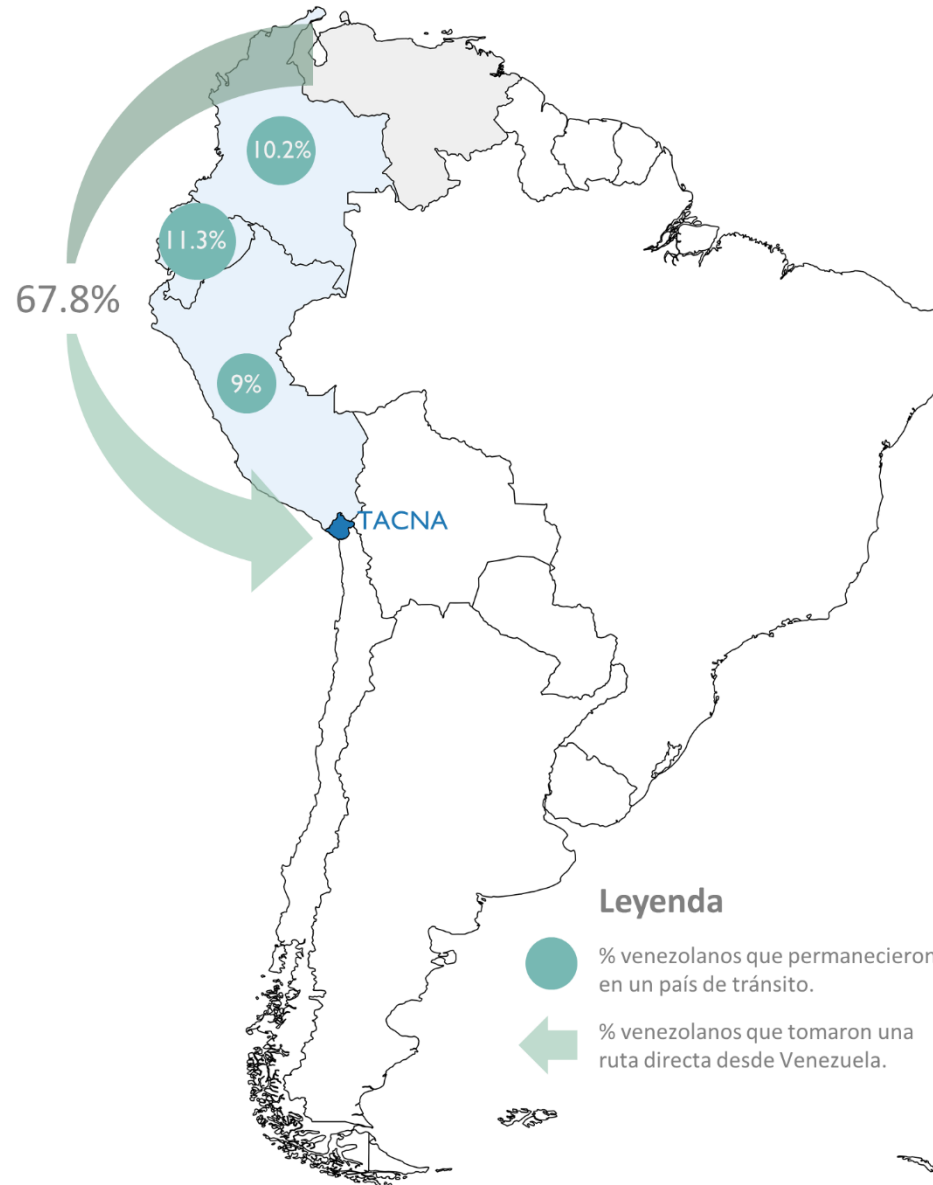 10.2%
11.3%
67.8%
9%
TACNA
Leyenda
% venezolanos que permanecieron
en un país de tránsito.
% venezolanos que tomaron una
ruta directa desde Venezuela.